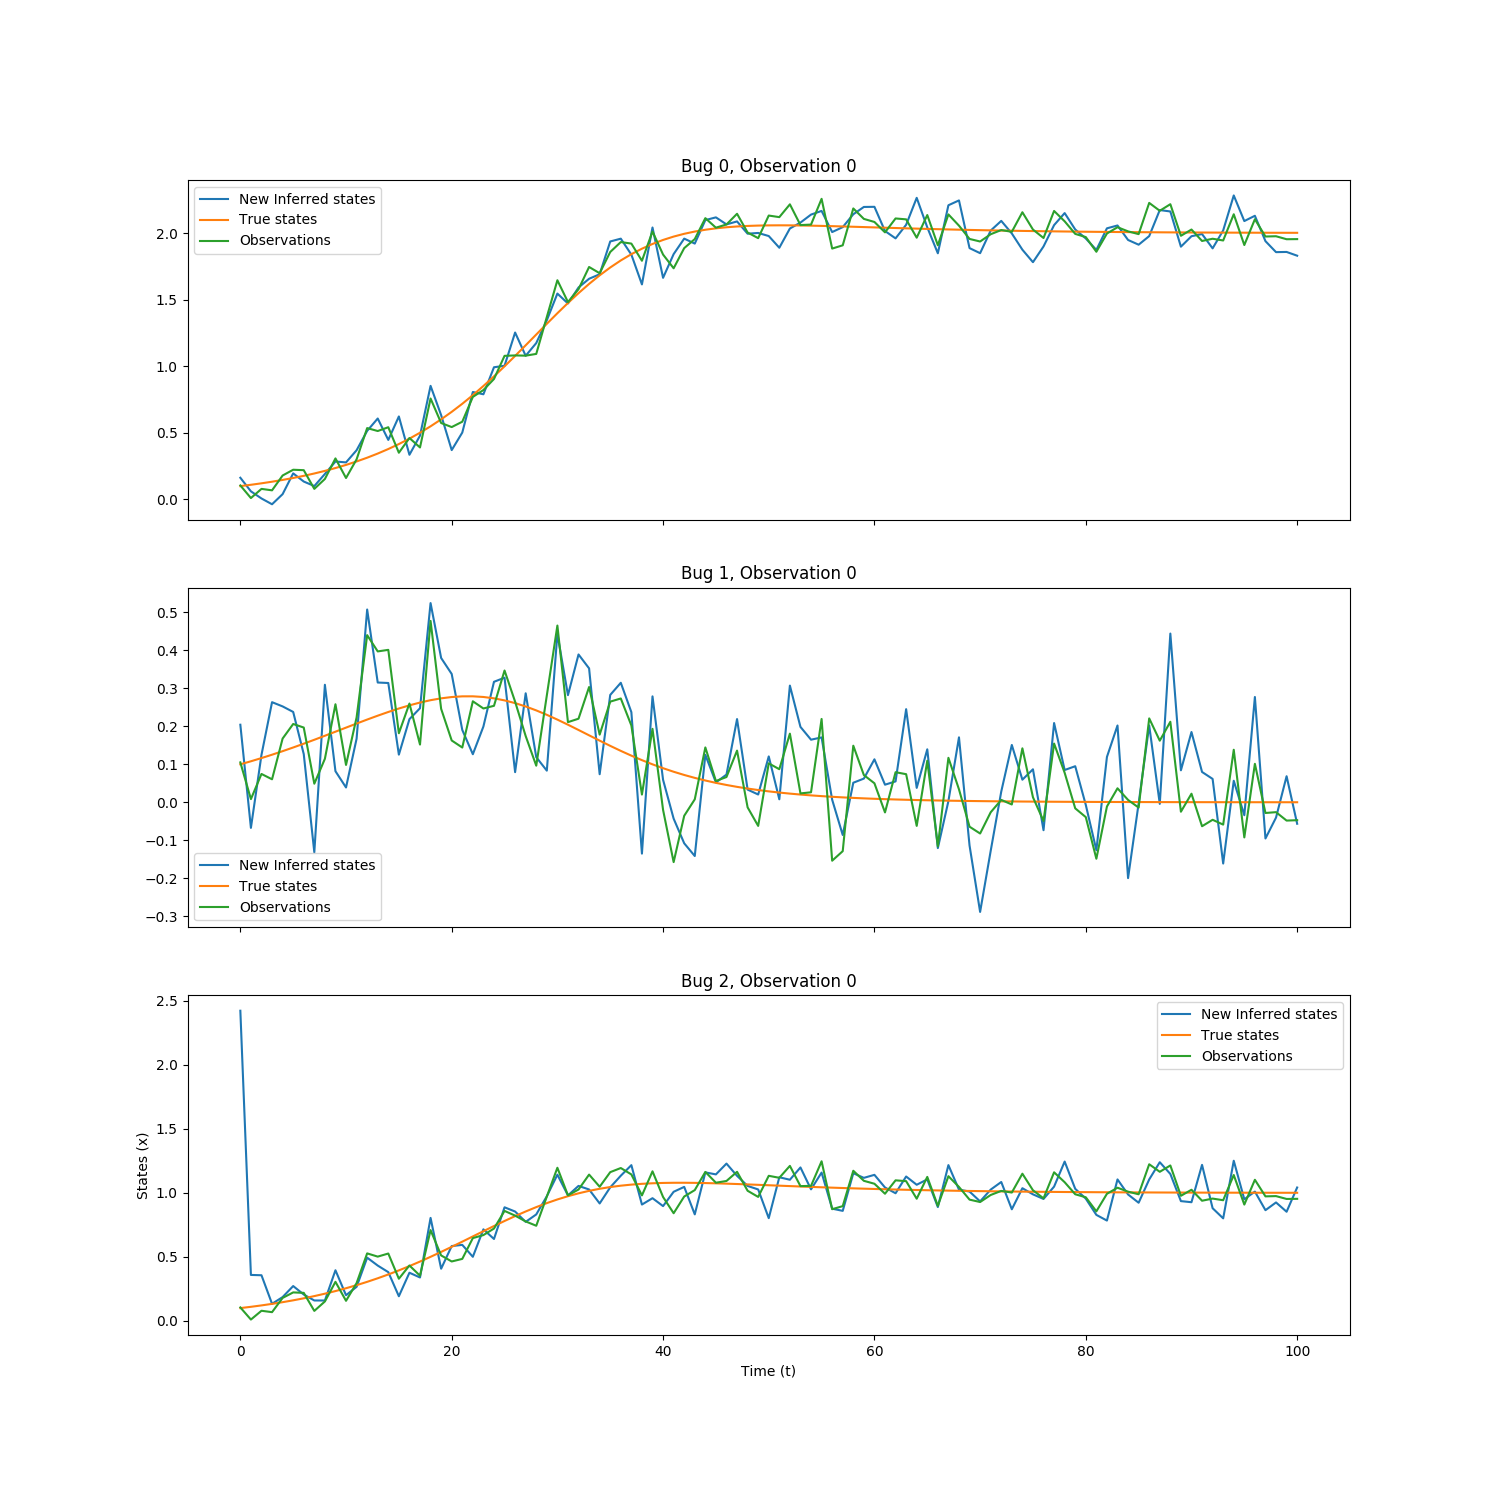 Bug 0, Observation 0
New Inferred states
True states
Observations
2.0
1.5
1.0
0.5
0.0
Bug 1, Observation 0
0.5
0.4
0.3
0.2
0.1
0.0
−0.1
−0.2
−0.3
New Inferred states
True states
Observations
Bug 2, Observation 0
New Inferred states
True states
Observations
2.5
2.0
1.5
1.0
0.5
0.0
States (x)
0 20 40 60 80 100
Time (t)